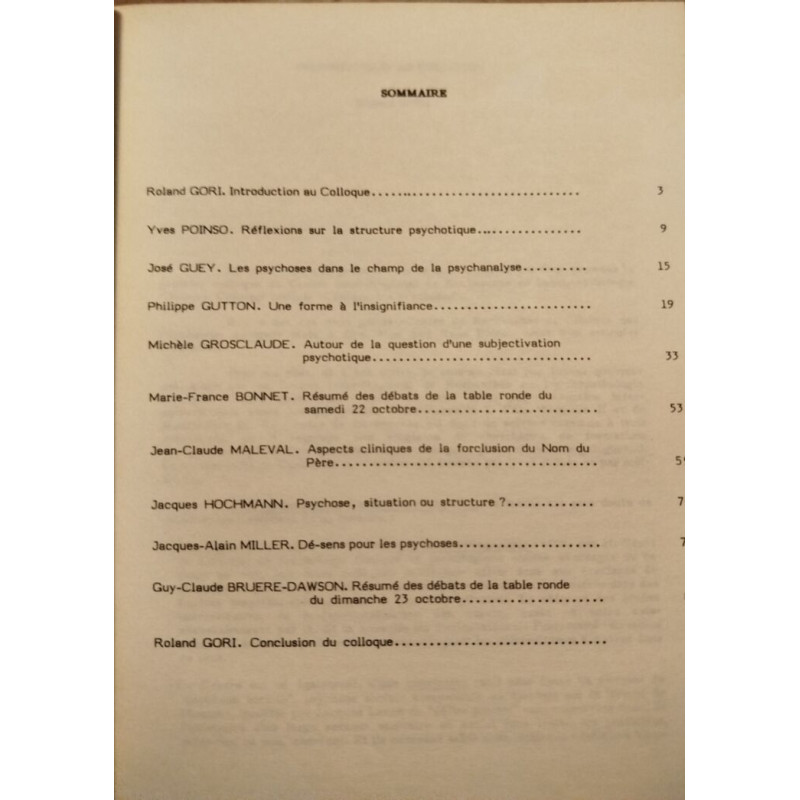 SOMMAIRE
Roland GORI. Introduction au Colloque.............................. 3
Yves POINSO. Réflexions sur la structure psychotique............... 9
José GUEY. Les psychoses dans le champ de la psychanalyse.......... 15
Philippe GUTTON. Une forme à l'insignifiance........................ 19
Michèle GROSCLAUDE. Autour de la question d'une subjectivation
psychotique................................. 33
Marie-France BONNET. Résumé des débats de la table ronde du
samedi 22 octobre........................... 53
Jean-Claude MALEVAL. Aspects cliniques de la forclusion du Nom du
Père........................................
Jacques HOCHMANN. Psychose, situation ou structure ?.............
Jacques-Alain MILLER. Dé-sens pour les psychoses.....................
Guy-Claude BRUERE-DAWSON. Résumé des débats de la table ronde
du dimanche 23 octobre......................
Roland GORI. Conclusion du colloque................................